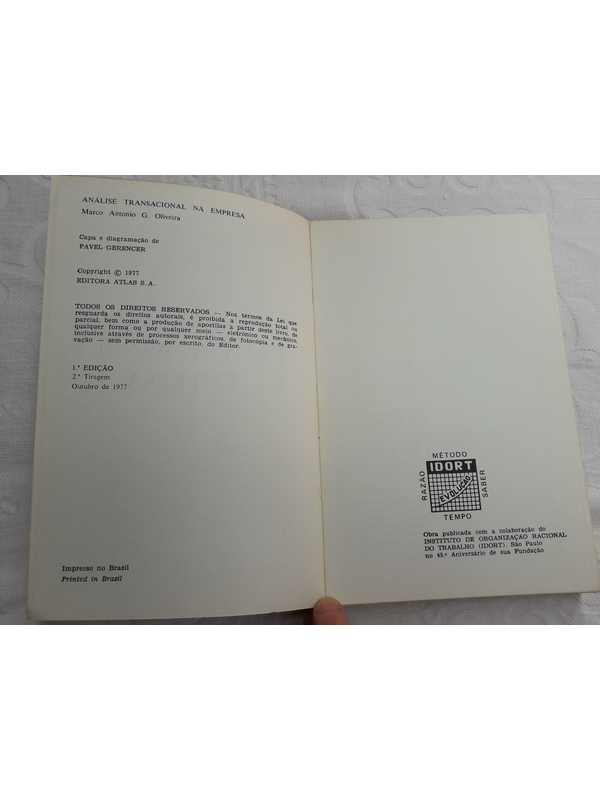 ANÁLISE TRANSACIONAL NA EMPRESA
Marco Antonio G. Oliveira
Capa e diagramação de
PAVEL GERENCER
Copyright © 1977
EDITORA ATLAS S.A.
TODOS OS DIREITOS RESERVADOS — Nos termos da Lei que
resguarda os direitos autorais, é proibida a reprodução total ou
parcial, bem como a produção de apostilas a partir deste livro, de
qualquer forma ou por qualquer meio — eletrônico ou mecânico,
inclusive através de processos xerográficos, de fotocópia e de gra-
vação — sem permissão, por escrito, do Editor.
1.ª EDIÇÃO
2.ª Tiragem
Outubro de 1977
Impresso no Brasil
Printed in Brazil
MÉTODO
RAZÃO
IDORT
EVOLUÇÃO
SABER
TEMPO
Obra publicada com a colaboração do
INSTITUTO DE ORGANIZAÇÃO RACIONAL
DO TRABALHO (IDORT), São Paulo
no 45.º Aniversário de sua Fundação